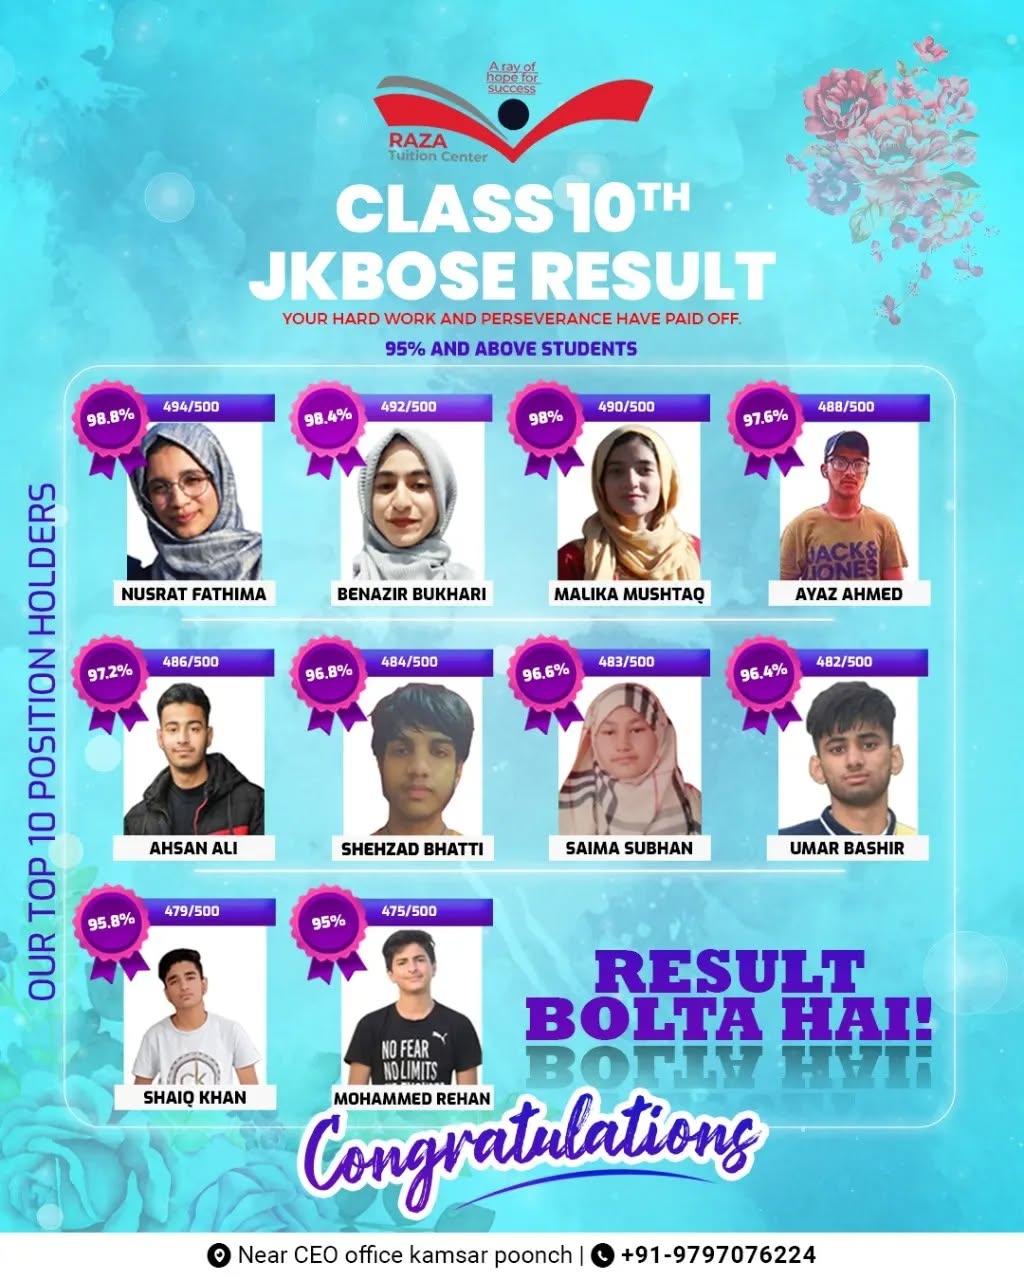 A ray of
hope for
success
RAZA
Tuition Center
CLASS 10TH
JKBOSE RESULT
YOUR HARD WORK AND PERSEVERANCE HAVE PAID OFF.
95% AND ABOVE STUDENTS
OUR TOP 10 POSITION HOLDERS
98.8%
494/500
NUSRAT FATHIMA
98.4%
492/500
BENAZIR BUKHARI
98%
490/500
MALIKA MUSHTAQ
97.6%
488/500
JACK&
JONES
AYAZ AHMED
97.2%
486/500
AHSAN ALI
96.8%
484/500
SHEHZAD BHATTI
96.6%
483/500
SAIMA SUBHAN
96.4%
482/500
UMAR BASHIR
95.8%
479/500
ck
SHAIQ KHAN
95%
475/500
NO FEAR
NO LIMITS
MOHAMMED REHAN
RESULT
BOLTA HAI!
Congratulations
Near CEO office kamsar poonch | +91-9797076224